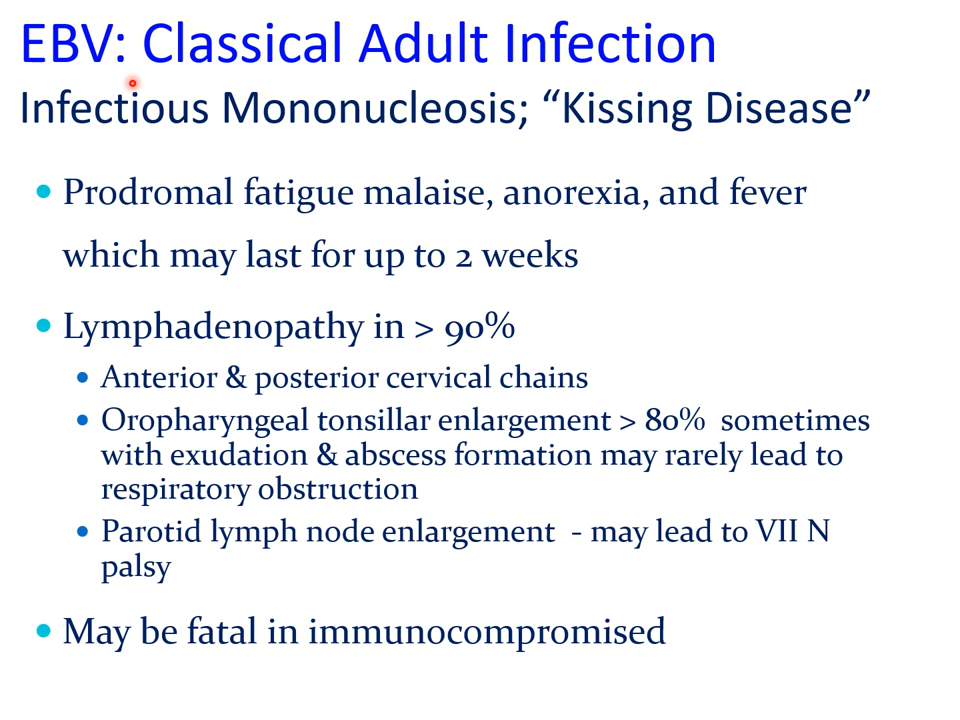 EBV: Classical Adult Infection
Infectious Mononucleosis; “Kissing Disease”
• Prodromal fatigue malaise, anorexia, and fever
which may last for up to 2 weeks
• Lymphadenopathy in > 90%
• Anterior & posterior cervical chains
• Oropharyngeal tonsillar enlargement > 80% sometimes
with exudation & abscess formation may rarely lead to
respiratory obstruction
• Parotid lymph node enlargement - may lead to VII N
palsy
• May be fatal in immunocompromised